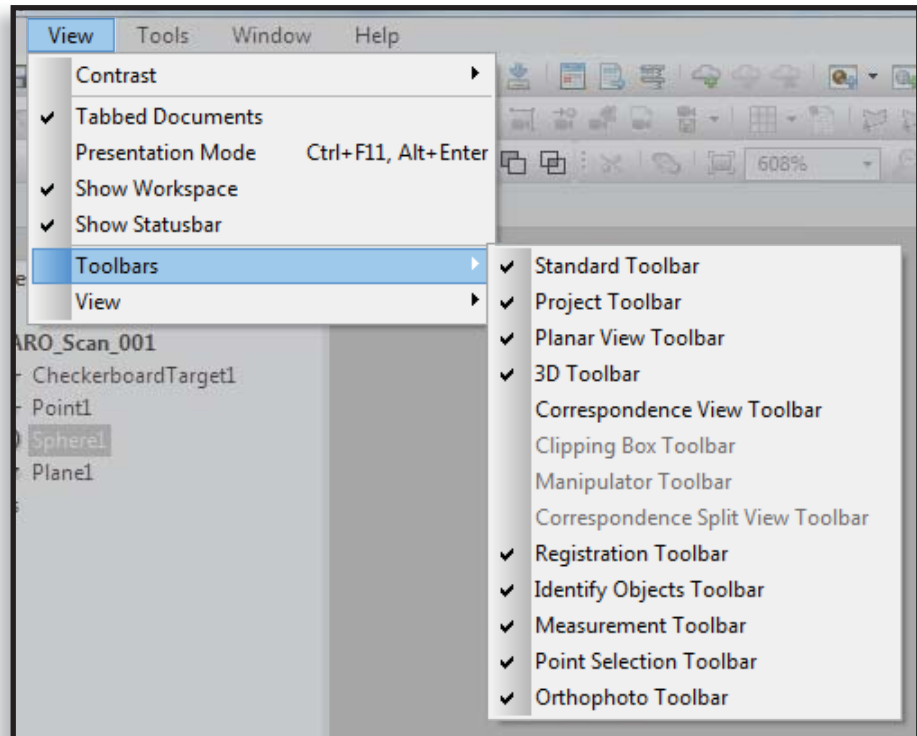 View Tools Window Help
Contrast
Tabbed Documents
Presentation Mode Ctrl+F11, Alt+Enter
Show Workspace
Show Statusbar
608%
Toolbars
View
Standard Toolbar
Project Toolbar
Planar View Toolbar
3D Toolbar
Correspondence View Toolbar
Clipping Box Toolbar
Manipulator Toolbar
Correspondence Split View Toolbar
Registration Toolbar
Identify Objects Toolbar
Measurement Toolbar
Point Selection Toolbar
Orthophoto Toolbar
ARO_Scan_001
CheckerboardTarget1
Point1
Sphere1
Plane1